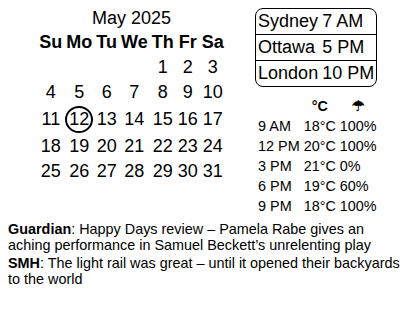 May 2025
Su Mo Tu We Th Fr Sa
1 2 3
4 5 6 7 8 9 10
11 12 13 14 15 16 17
18 19 20 21 22 23 24
25 26 27 28 29 30 31
Sydney 7 AM
Ottawa 5 PM
London 10 PM
°C ☂
9 AM 18°C 100%
12 PM 20°C 100%
3 PM 21°C 0%
6 PM 19°C 60%
9 PM 18°C 100%
Guardian: Happy Days review – Pamela Rabe gives an
aching performance in Samuel Beckett’s unrelenting play
SMH: The light rail was great – until it opened their backyards
to the world